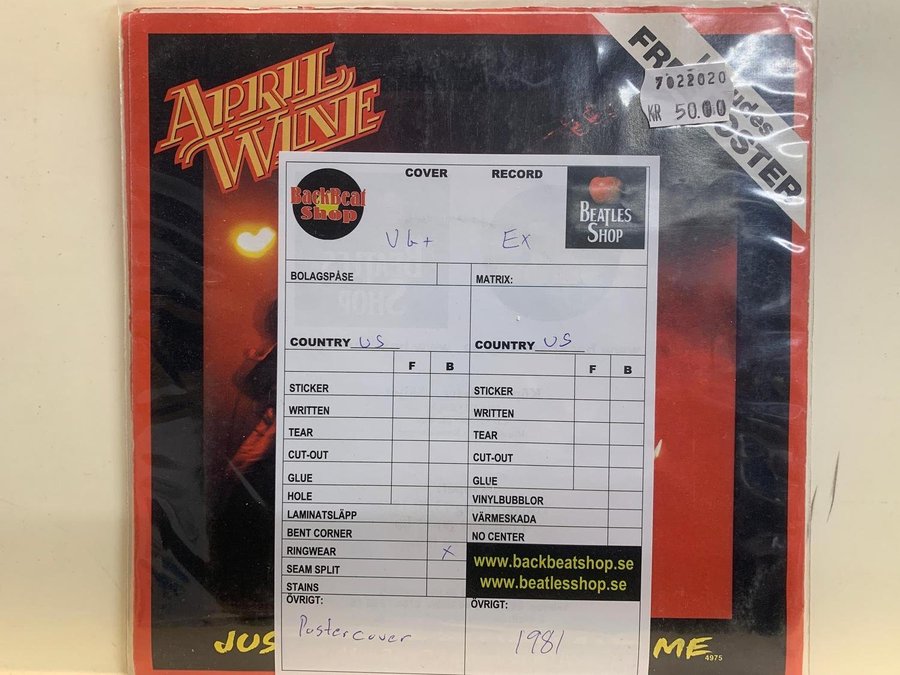 APRIL
WINE
FREE POSTER
7022020
KR 50.00
COVER RECORD
BackBeat
Shop
BEATLES
SHOP
VG+ Ex
BOLAGSPÅSE MATRIX:
COUNTRY US COUNTRY US
F B F B
STICKER STICKER
WRITTEN WRITTEN
TEAR TEAR
CUT-OUT CUT-OUT
GLUE GLUE
HOLE VINYLBUBBLOR
LAMINATSLÄPP VÄRMESKADA
BENT CORNER NO CENTER
RINGWEAR X
www.backbeatshop.se
SEAM SPLIT
www.beatlesshop.se
STAINS
ÖVRIGT: ÖVRIGT:
Postercover 1981
JUS ME
4975